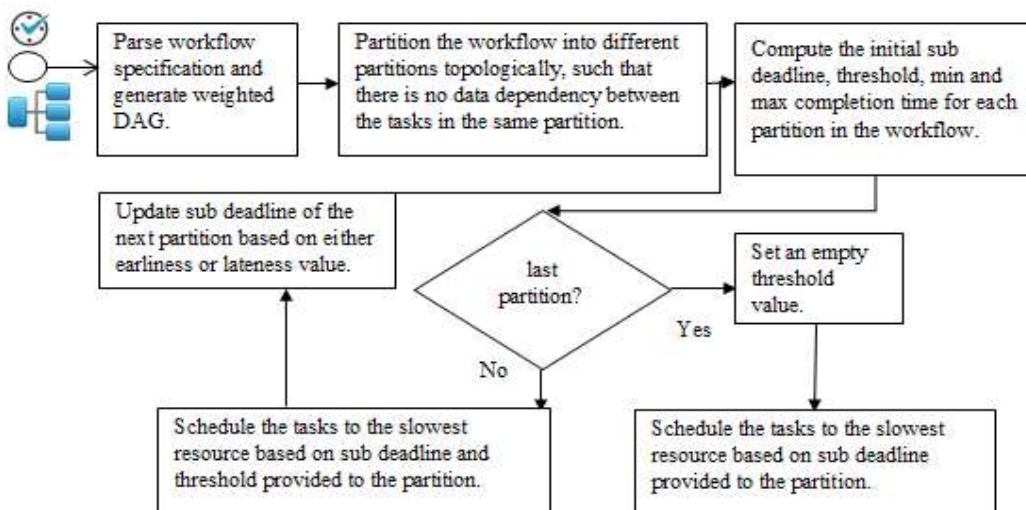 Parse workflow
specification and
generate weighted
DAG.
Partition the workflow into different
partitions topologically, such that
there is no data dependency between
the tasks in the same partition.
Compute the initial sub
deadline, threshold, min and
max completion time for each
partition in the workflow.
Update sub deadline of the
next partition based on either
earliness or lateness value.
last
partition?
Set an empty
threshold
value.
Yes
No
Schedule the tasks to the slowest
resource based on sub deadline and
threshold provided to the partition.
Schedule the tasks to the slowest
resource based on sub deadline
provided to the partition.